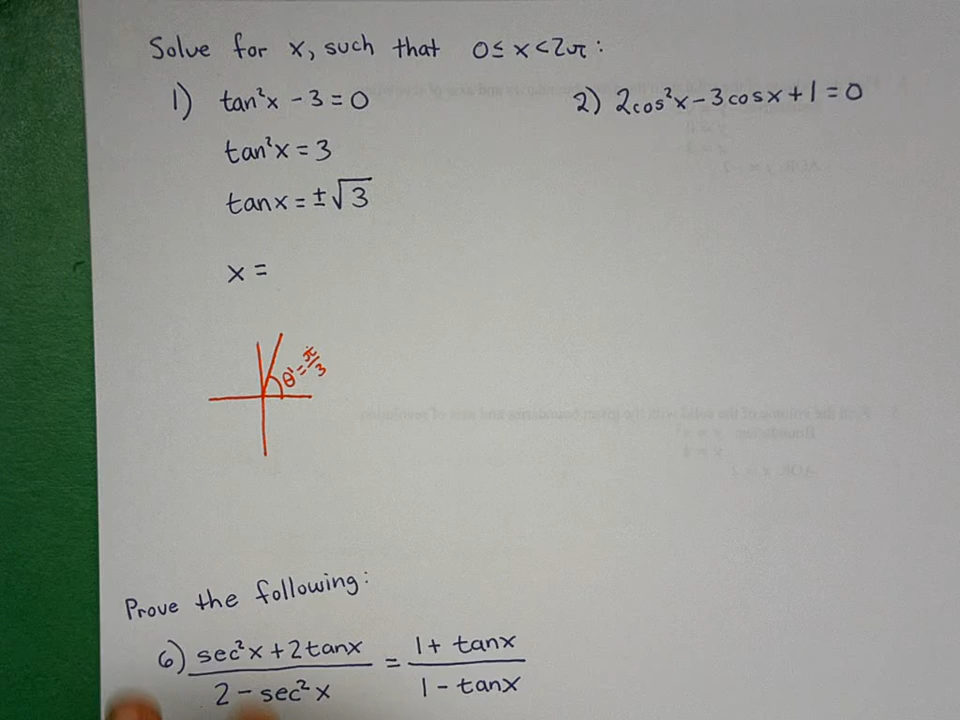 Solve for x, such that 0 ≤ x < 2π :
1) tan²x - 3 = 0
tan²x = 3
tanx = ±√3
x =
θ' = π/3
2) 2cos²x - 3cosx + 1 = 0
Prove the following:
6) (sec²x + 2tanx)/(2 - sec²x) = (1 + tanx)/(1 - tanx)